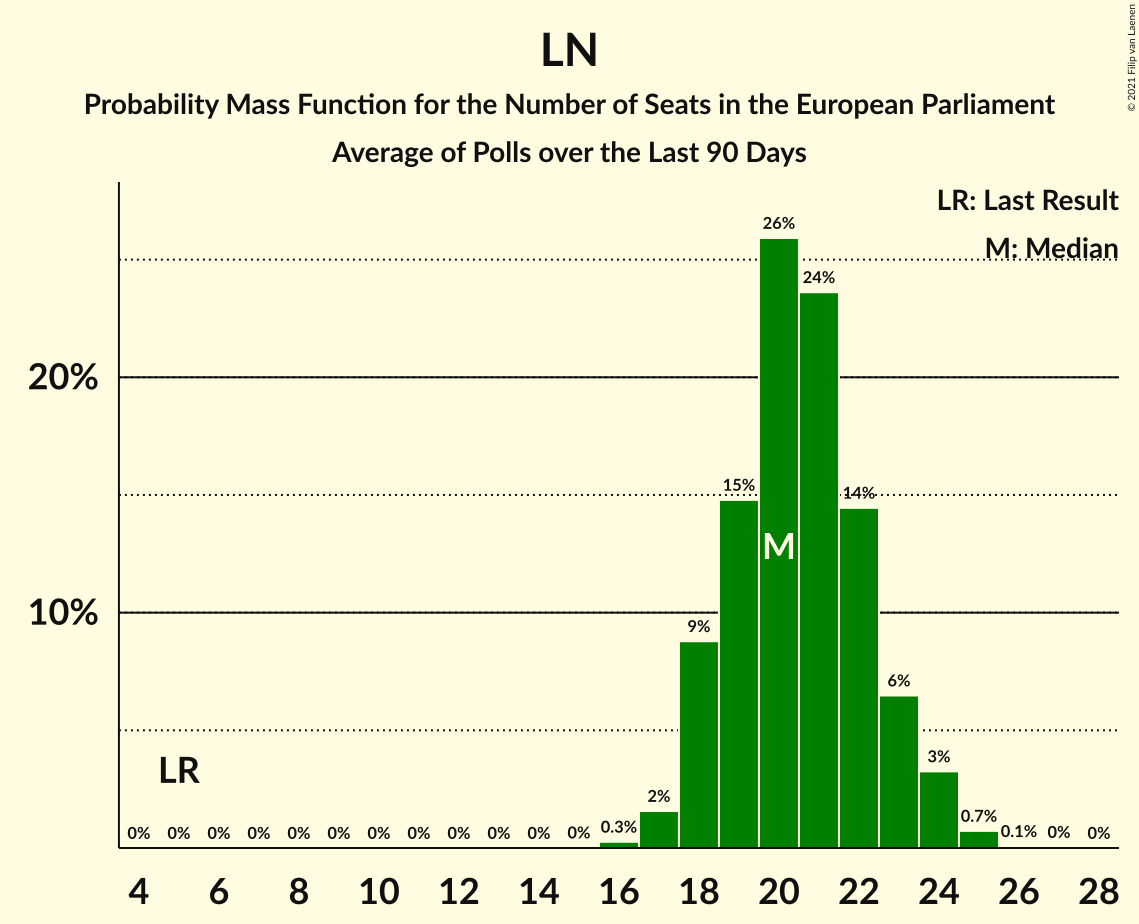 LN
Probability Mass Function for the Number of Seats in the European Parliament
Average of Polls over the Last 90 Days
© 2021 Filip van Laenen
LR: Last Result
M: Median
20%
10%
LR
M
0% 0% 0% 0% 0% 0% 0% 0% 0% 0% 0% 0% 0.3% 2% 9% 15% 26% 24% 14% 6% 3% 0.7% 0.1% 0% 0%
4 6 8 10 12 14 16 18 20 22 24 26 28